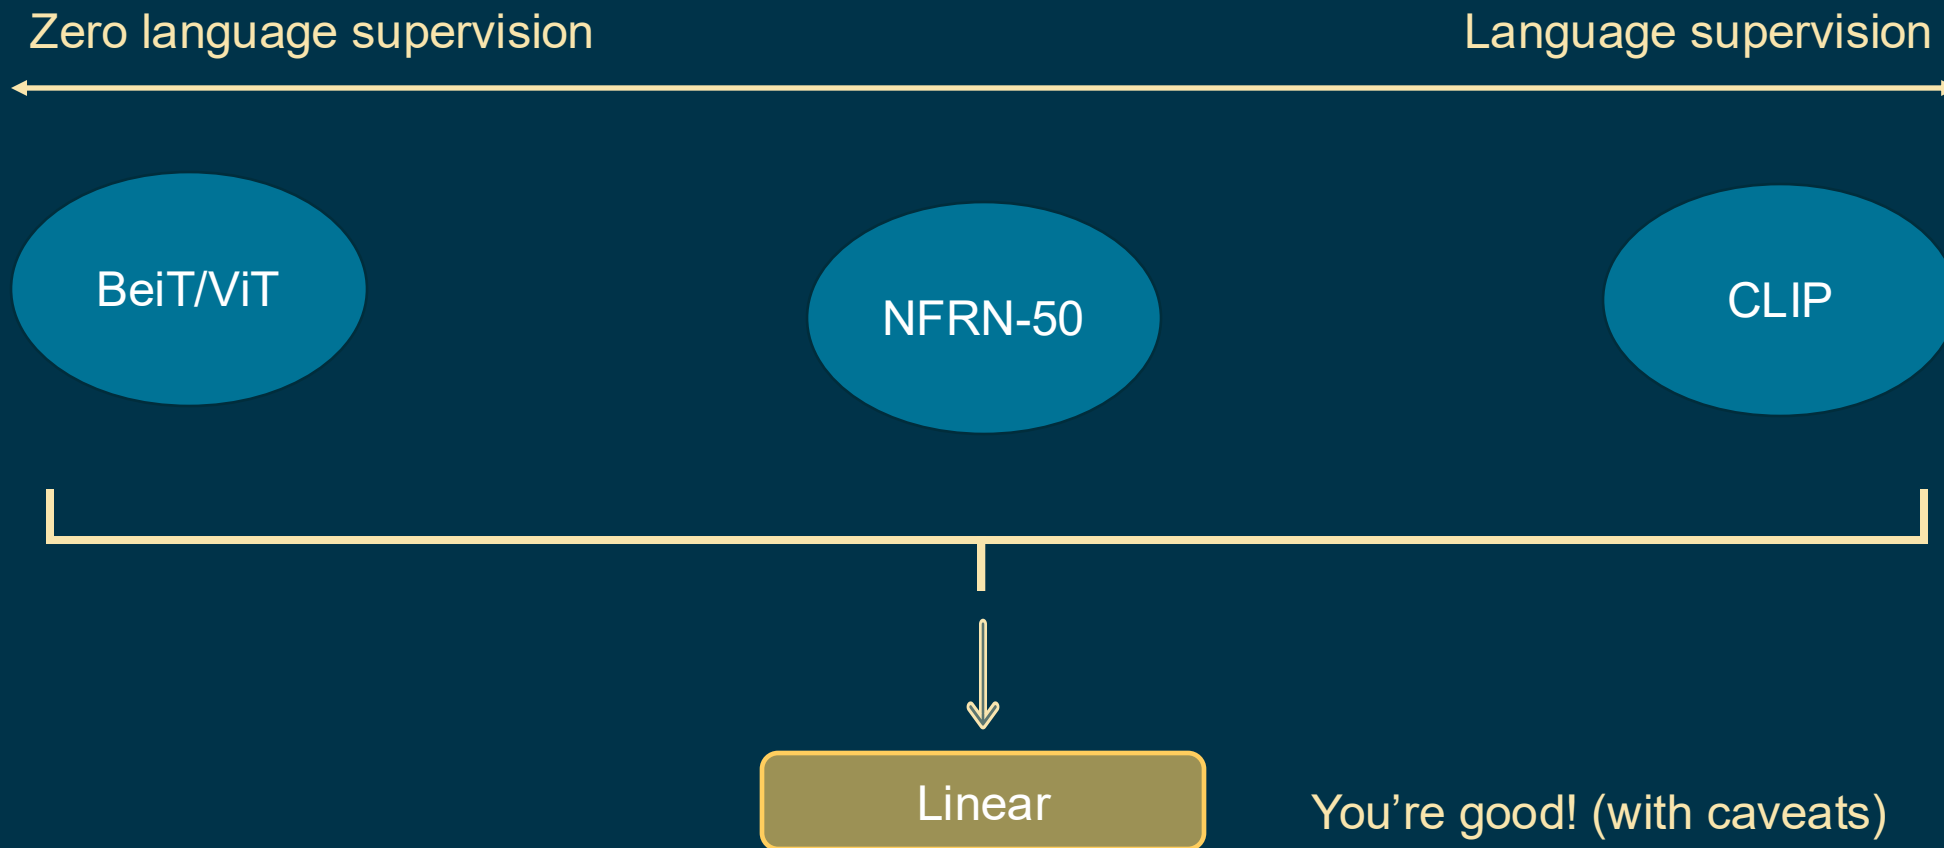 Zero language supervision
Language supervision
BeiT/ViT
NFRN-50
CLIP
Linear
You’re good! (with caveats)